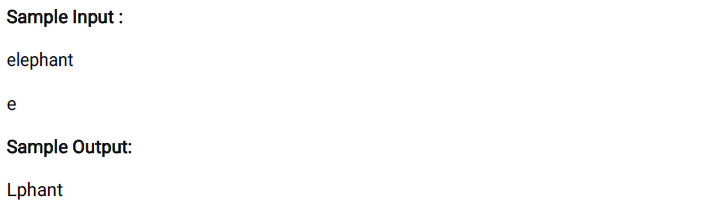 Sample Input :
elephant
e
Sample Output:
Lphant